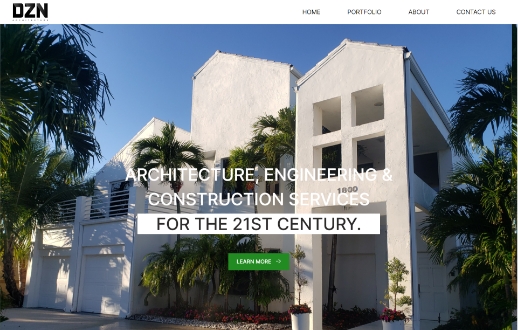 DZN
HOME PORTFOLIO ABOUT CONTACT US
ARCHITECTURE, ENGINEERING &
CONSTRUCTION SERVICES
1800
FOR THE 21ST CENTURY.
LEARN MORE →